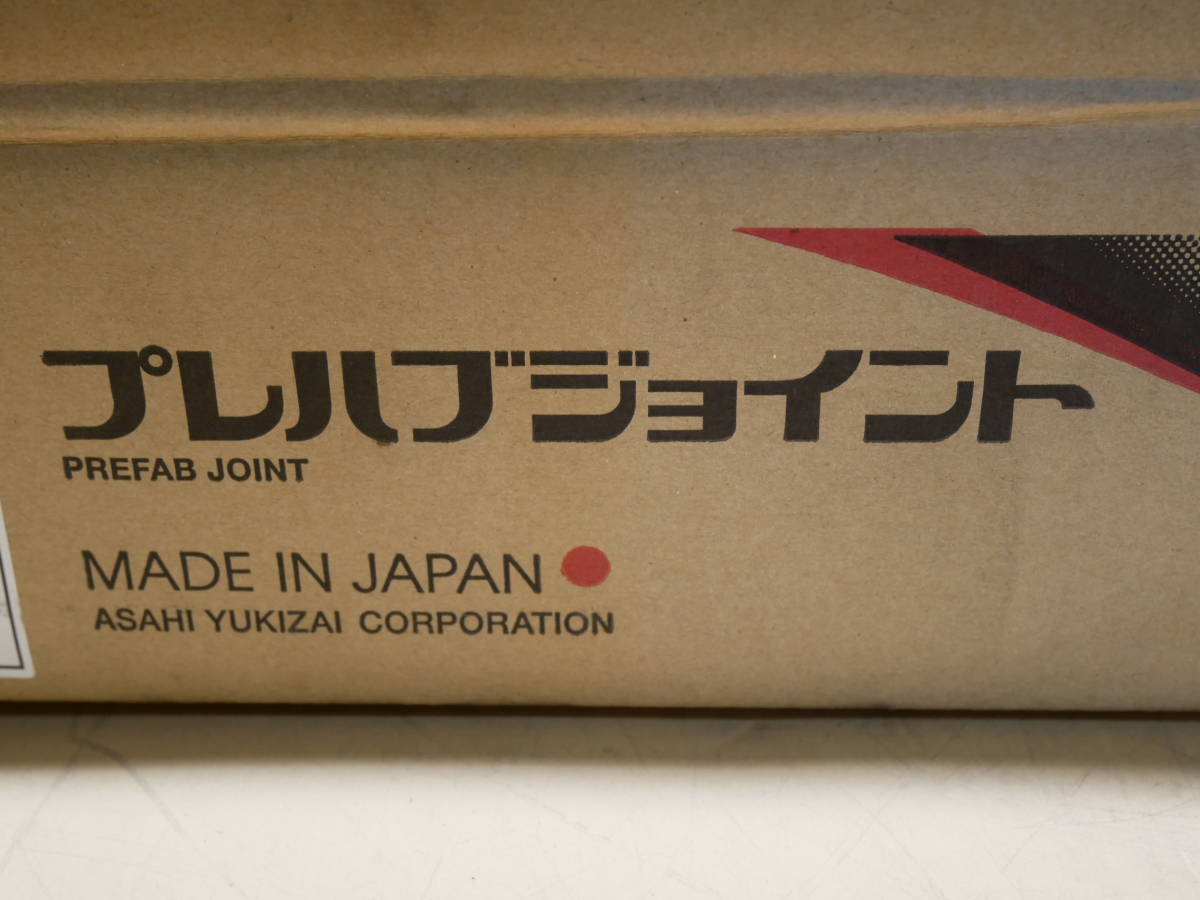 プレハブジョイント
PREFAB JOINT
MADE IN JAPAN
ASAHI YUKIZAI CORPORATION